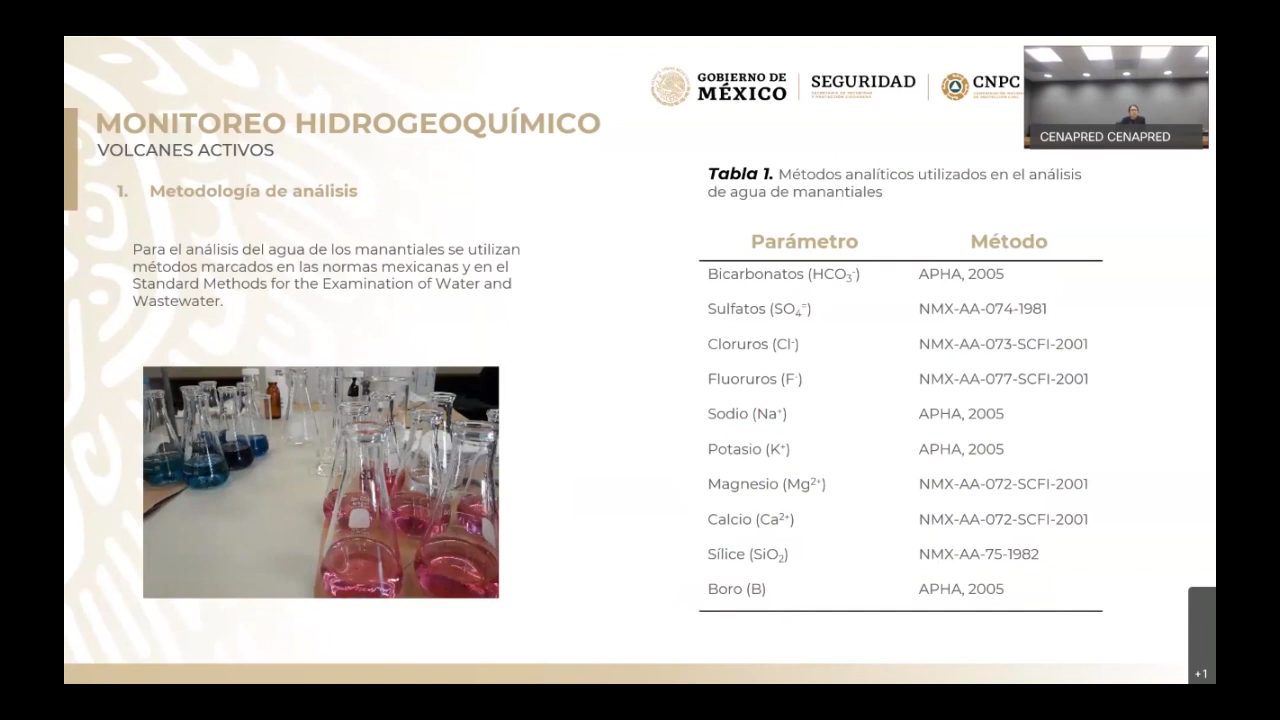 GOBIERNO DE
MÉXICO
SEGURIDAD
CNPC
CENAPRED CENAPRED
MONITOREO HIDROGEOQUÍMICO
VOLCANES ACTIVOS
1. Metodología de análisis
Para el análisis del agua de los manantiales se utilizan
métodos marcados en las normas mexicanas y en el
Standard Methods for the Examination of Water and
Wastewater.
Tabla 1. Métodos analíticos utilizados en el análisis
de agua de manantiales
Parámetro Método
Bicarbonatos (HCO₃⁻) APHA, 2005
Sulfatos (SO₄⁼) NMX-AA-074-1981
Cloruros (Cl⁻) NMX-AA-073-SCFI-2001
Fluoruros (F⁻) NMX-AA-077-SCFI-2001
Sodio (Na⁺) APHA, 2005
Potasio (K⁺) APHA, 2005
Magnesio (Mg²⁺) NMX-AA-072-SCFI-2001
Calcio (Ca²⁺) NMX-AA-072-SCFI-2001
Sílice (SiO₂) NMX-AA-75-1982
Boro (B) APHA, 2005
+1